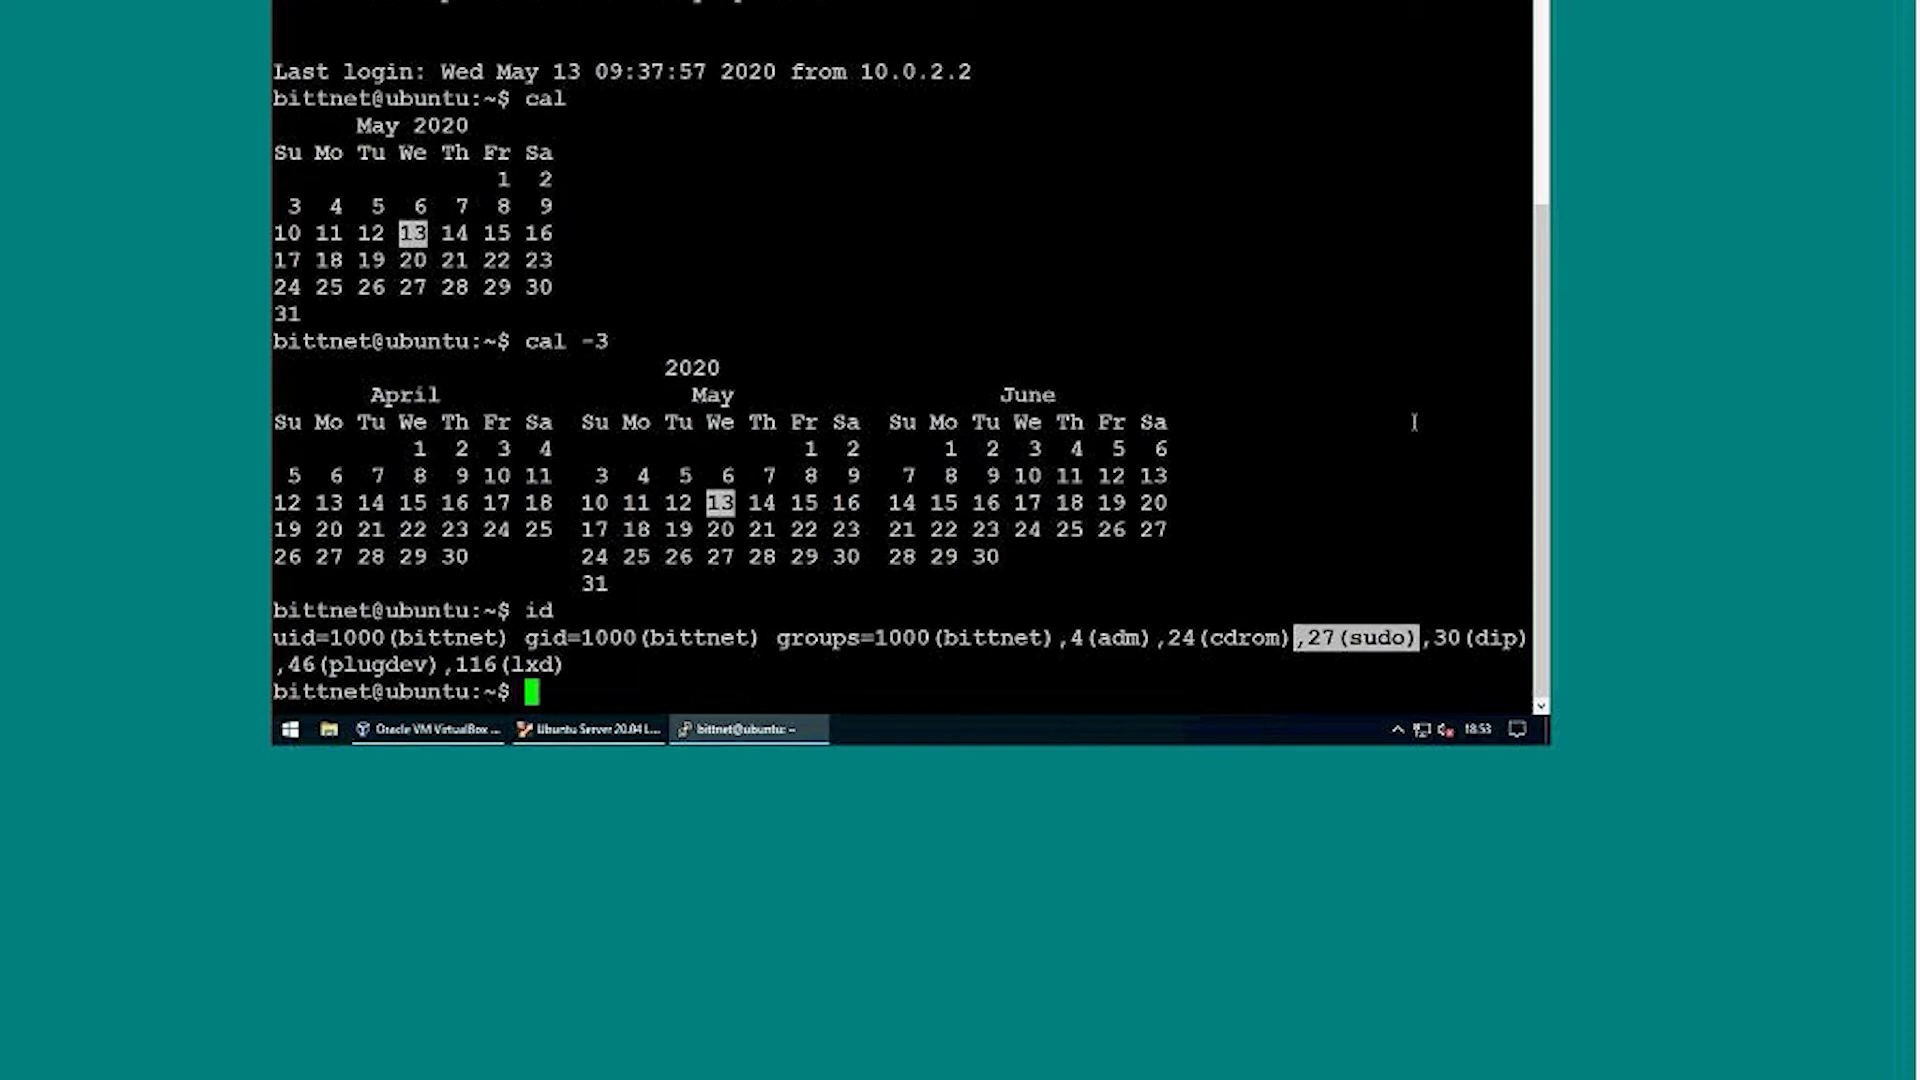 Last login: Wed May 13 09:37:57 2020 from 10.0.2.2
bittnet@ubuntu:~$ cal
May 2020
Su Mo Tu We Th Fr Sa
1 2
3 4 5 6 7 8 9
10 11 12 13 14 15 16
17 18 19 20 21 22 23
24 25 26 27 28 29 30
31
bittnet@ubuntu:~$ cal -3
2020
April May June
Su Mo Tu We Th Fr Sa Su Mo Tu We Th Fr Sa Su Mo Tu We Th Fr Sa
1 2 3 4 1 2 1 2 3 4 5 6
5 6 7 8 9 10 11 3 4 5 6 7 8 9 7 8 9 10 11 12 13
12 13 14 15 16 17 18 10 11 12 13 14 15 16 14 15 16 17 18 19 20
19 20 21 22 23 24 25 17 18 19 20 21 22 23 21 22 23 24 25 26 27
26 27 28 29 30 24 25 26 27 28 29 30 28 29 30
31
bittnet@ubuntu:~$ id
uid=1000(bittnet) gid=1000(bittnet) groups=1000(bittnet),4(adm),24(cdrom),27(sudo),30(dip)
,46(plugdev),116(lxd)
bittnet@ubuntu:~$
Oracle VM VirtualBox ... Ubuntu Server 20.04 L... bittnet@ubuntu: ~ 18:53